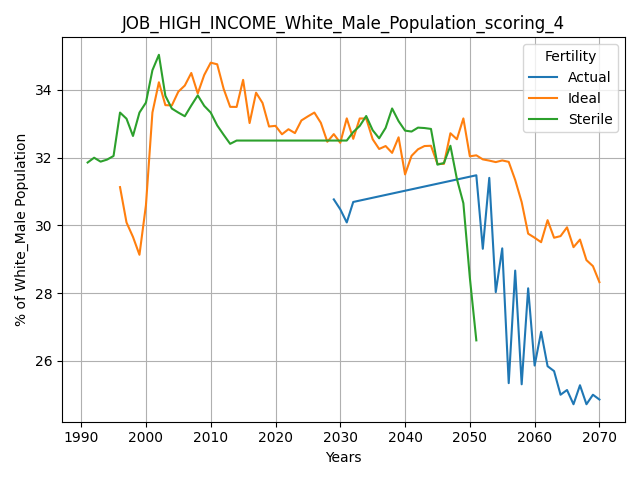 JOB_HIGH_INCOME_White_Male_Population_scoring_4
Fertility
Actual
Ideal
Sterile
% of White_Male Population
34
32
30
28
26
1990 2000 2010 2020 2030 2040 2050 2060 2070
Years